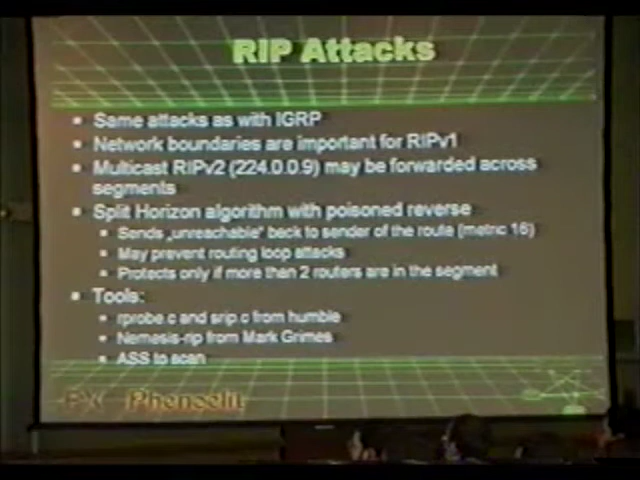 RIP Attacks
Same attacks as with IGRP
Network boundaries are important for RIPv1
Multicast RIPv2 (224.0.0.9) may be forwarded across
segments
Split Horizon algorithm with poisoned reverse
Sends „unreachable“ back to sender of the route (metric 16)
May prevent routing loop attacks
Protects only if more than 2 routers are in the segment
Tools:
rprobe.c and srip.c from humble
Nemesis-rip from Mark Grimes
ASS to scan
FX Phenoelit